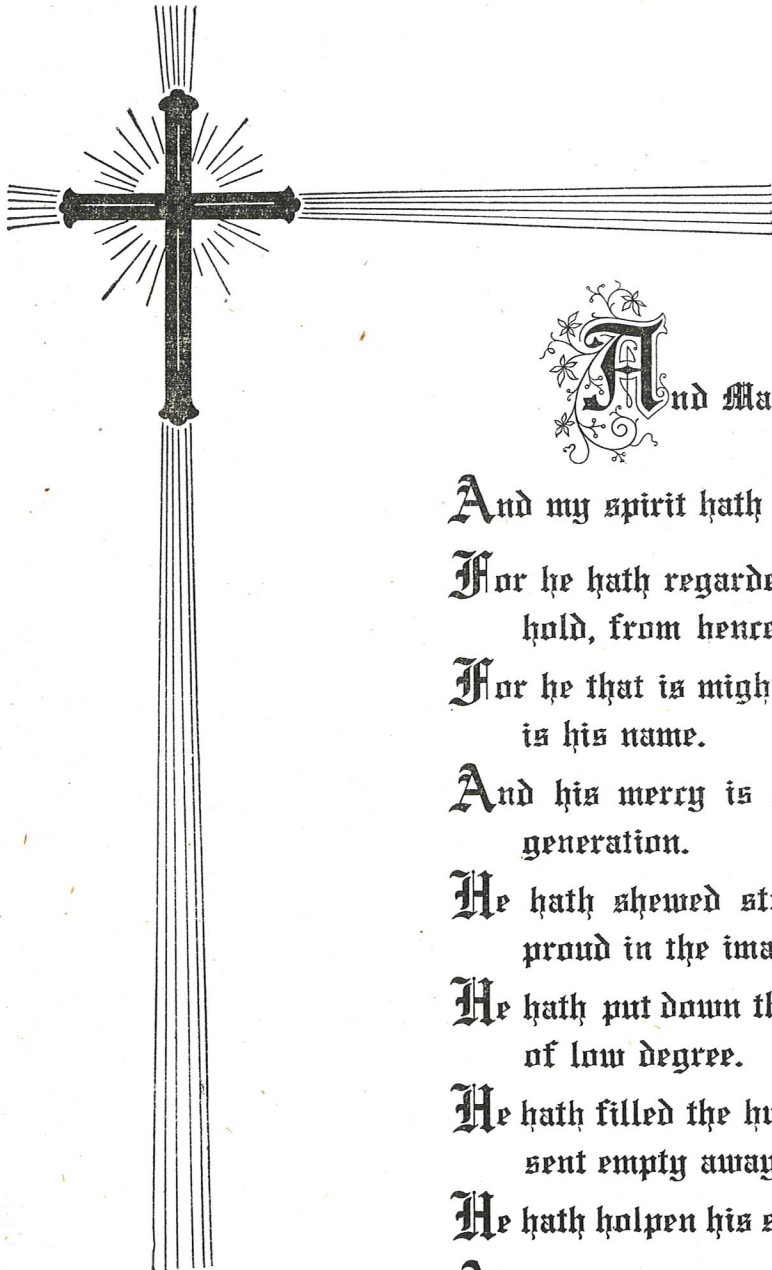 And Ma
And my spirit hath
For he hath regarde
hold, from hence
For he that is migh
is his name.
And his mercy is
generation.
He hath shewed str
proud in the ima
He hath put down th
of low degree.
He hath filled the hu
sent empty away
He hath holpen his s